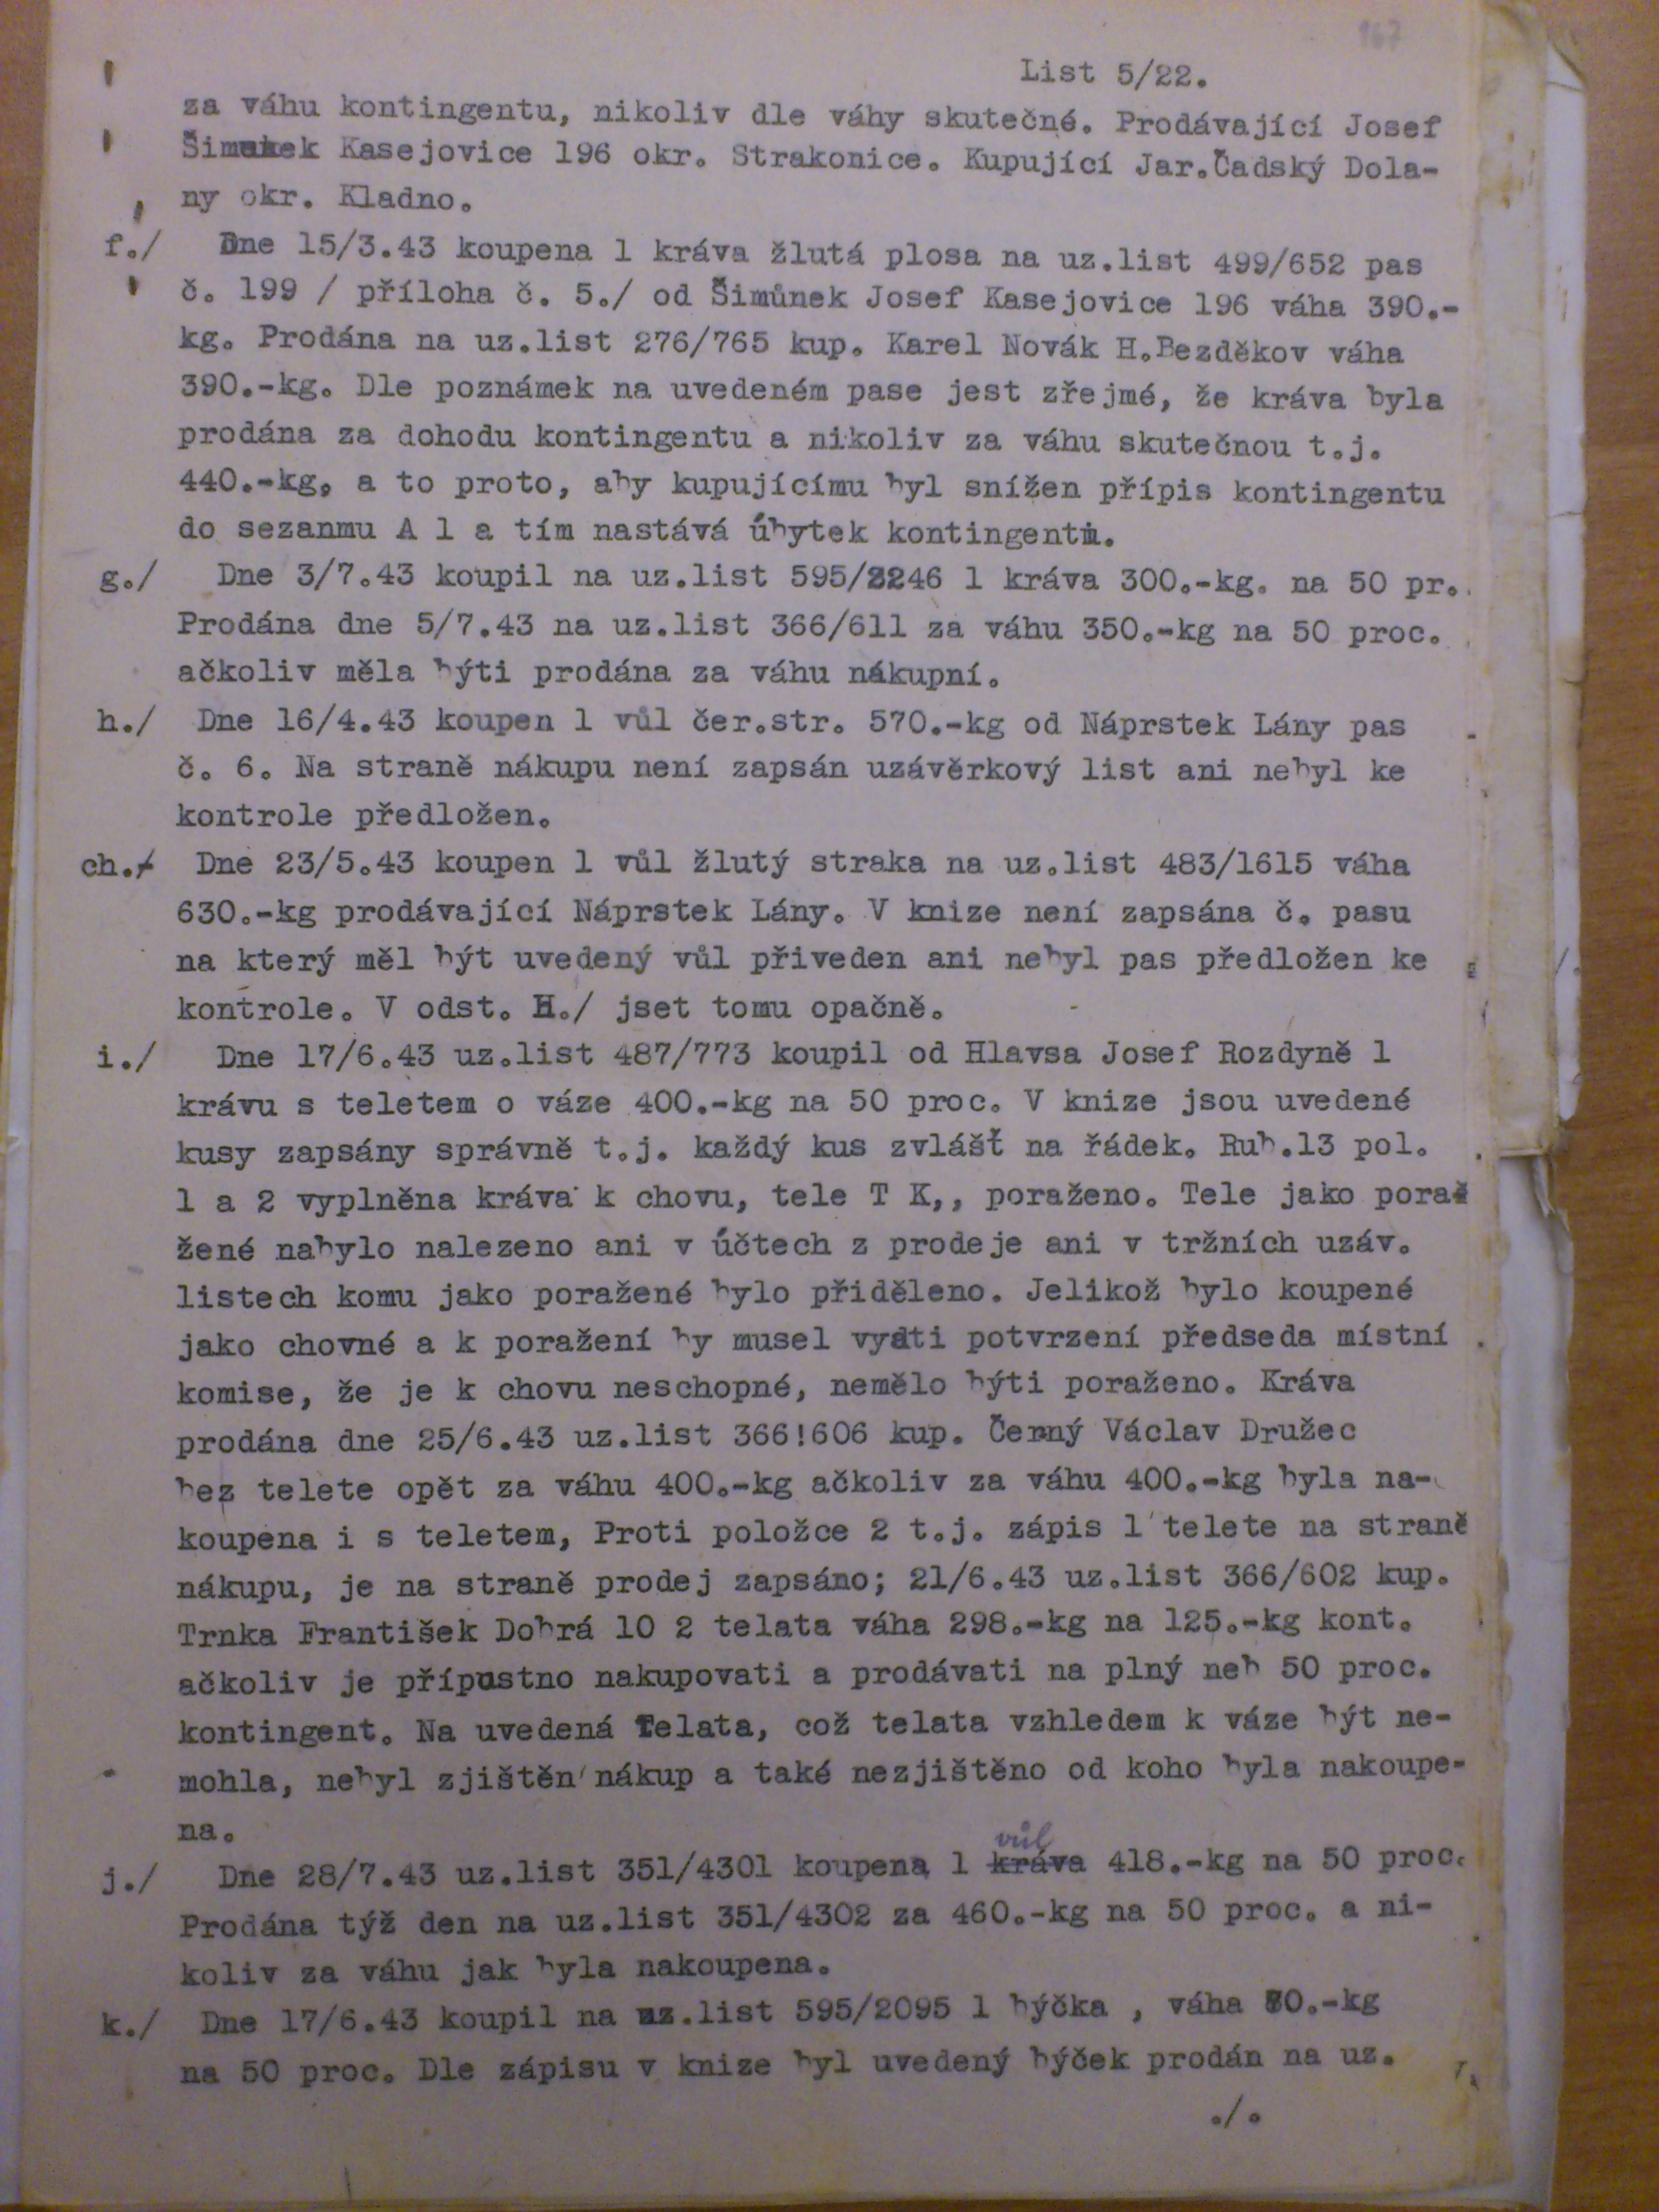 167
List 5/22.
za váhu kontingentu, nikoliv dle váhy skutečné. Prodávající Josef
Šimunek Kasejovice 196 okr. Strakonice. Kupující Jar.Čadský Dola-
ny okr. Kladno.
f./ Dne 15/3.43 koupena 1 kráva žlutá plosa na uz.list 499/652 pas
č. 199 / příloha č. 5./ od Šimůnek Josef Kasejovice 196 váha 390.-
kg. Prodána na uz.list 276/765 kup. Karel Novák H.Bezděkov váha
390.-kg. Dle poznámek na uvedeném pase jest zřejmé, že kráva byla
prodána za dohodu kontingentu a nikoliv za váhu skutečnou t.j.
440.-kg, a to proto, aby kupujícímu byl snížen přípis kontingentu
do sezanmu A 1 a tím nastává úbytek kontingentu.
g./ Dne 3/7.43 koupil na uz.list 595/2246 1 kráva 300.-kg. na 50 pr.
Prodána dne 5/7.43 na uz.list 366/611 za váhu 350.-kg na 50 proc.
ačkoliv měla býti prodána za váhu nákupní.
h./ Dne 16/4.43 koupen 1 vůl čer.str. 570.-kg od Náprstek Lány pas
č. 6. Na straně nákupu není zapsán uzávěrkový list ani nebyl ke
kontrole předložen.
ch./ Dne 23/5.43 koupen 1 vůl žlutý straka na uz.list 483/1615 váha
630.-kg prodávající Náprstek Lány. V knize není zapsána č. pasu
na který měl být uvedený vůl přiveden ani nebyl pas předložen ke
kontrole. V odst. H./ jset tomu opačně.
i./ Dne 17/6.43 uz.list 487/773 koupil od Hlavsa Josef Rozdyně 1
krávu s teletem o váze 400.-kg na 50 proc. V knize jsou uvedené
kusy zapsány správně t.j. každý kus zvlášť na řádek. Rub.13 pol.
1 a 2 vyplněna kráva k chovu, tele T K,, poraženo. Tele jako pora-
žené nabylo nalezeno ani v účtech z prodeje ani v tržních uzáv.
listech komu jako poražené bylo přiděleno. Jelikož bylo koupené
jako chovné a k poražení by musel vydti potvrzení předseda místní
komise, že je k chovu neschopné, nemělo býti poraženo. Kráva
prodána dne 25/6.43 uz.list 366!606 kup. Černý Václav Družec
bez telete opět za váhu 400.-kg ačkoliv za váhu 400.-kg byla na-
koupena i s teletem, Proti položce 2 t.j. zápis 1 telete na straně
nákupu, je na straně prodej zapsáno; 21/6.43 uz.list 366/602 kup.
Trnka František Dobrá 10 2 telata váha 298.-kg na 125.-kg kont.
ačkoliv je přípustno nakupovati a prodávati na plný neb 50 proc.
kontingent. Na uvedená Telata, což telata vzhledem k váze být ne-
mohla, nebyl zjištěn nákup a také nezjištěno od koho byla nakoupe-
na.
vůl
j./ Dne 28/7.43 uz.list 351/4301 koupena 1 kráva 418.-kg na 50 proc.
Prodána týž den na uz.list 351/4302 za 460.-kg na 50 proc. a ni-
koliv za váhu jak byla nakoupena.
k./ Dne 17/6.43 koupil na uz.list 595/2095 1 býčka , váha 80.-kg
na 50 proc. Dle zápisu v knize byl uvedený býček prodán na uz.
./.